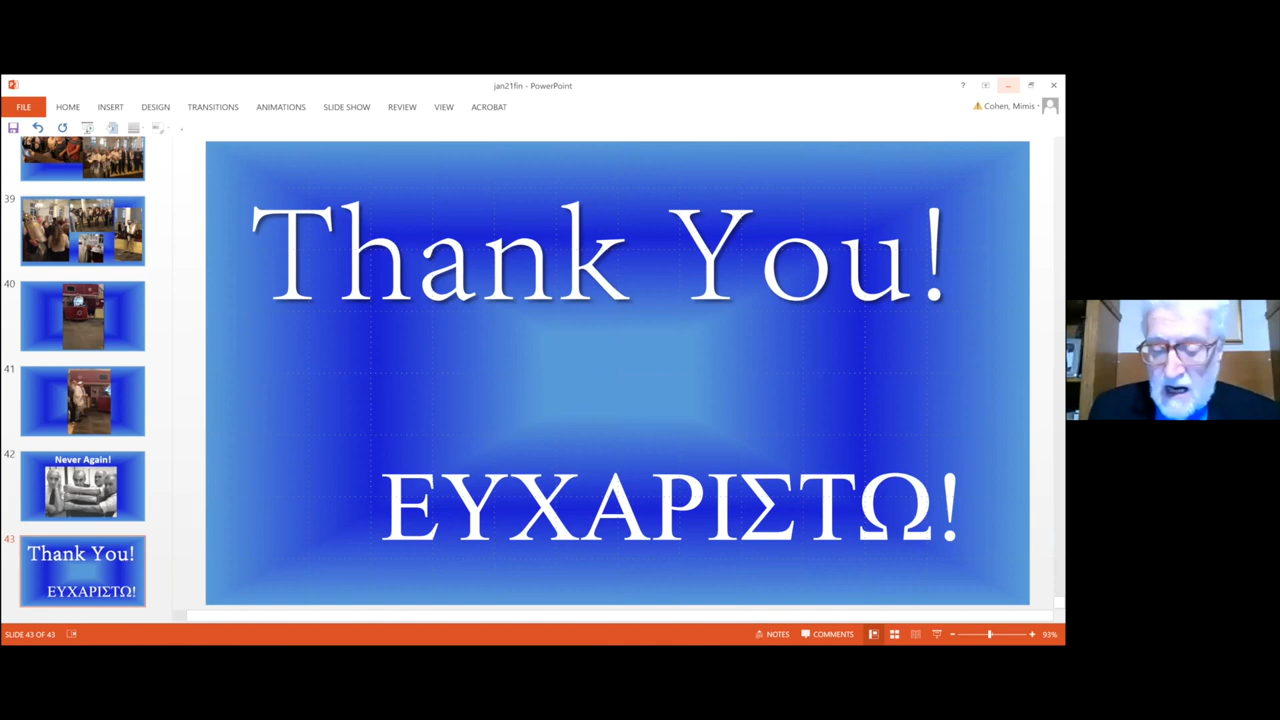 jan21fin - PowerPoint
?
FILE HOME INSERT DESIGN TRANSITIONS ANIMATIONS SLIDE SHOW REVIEW VIEW ACROBAT
Cohen, Mimis
39
40
41
42
Never Again!
43
Thank You!
ΕΥΧΑΡΙΣΤΩ!
Thank You!
ΕΥΧΑΡΙΣΤΩ!
SLIDE 43 OF 43
NOTES COMMENTS 93%